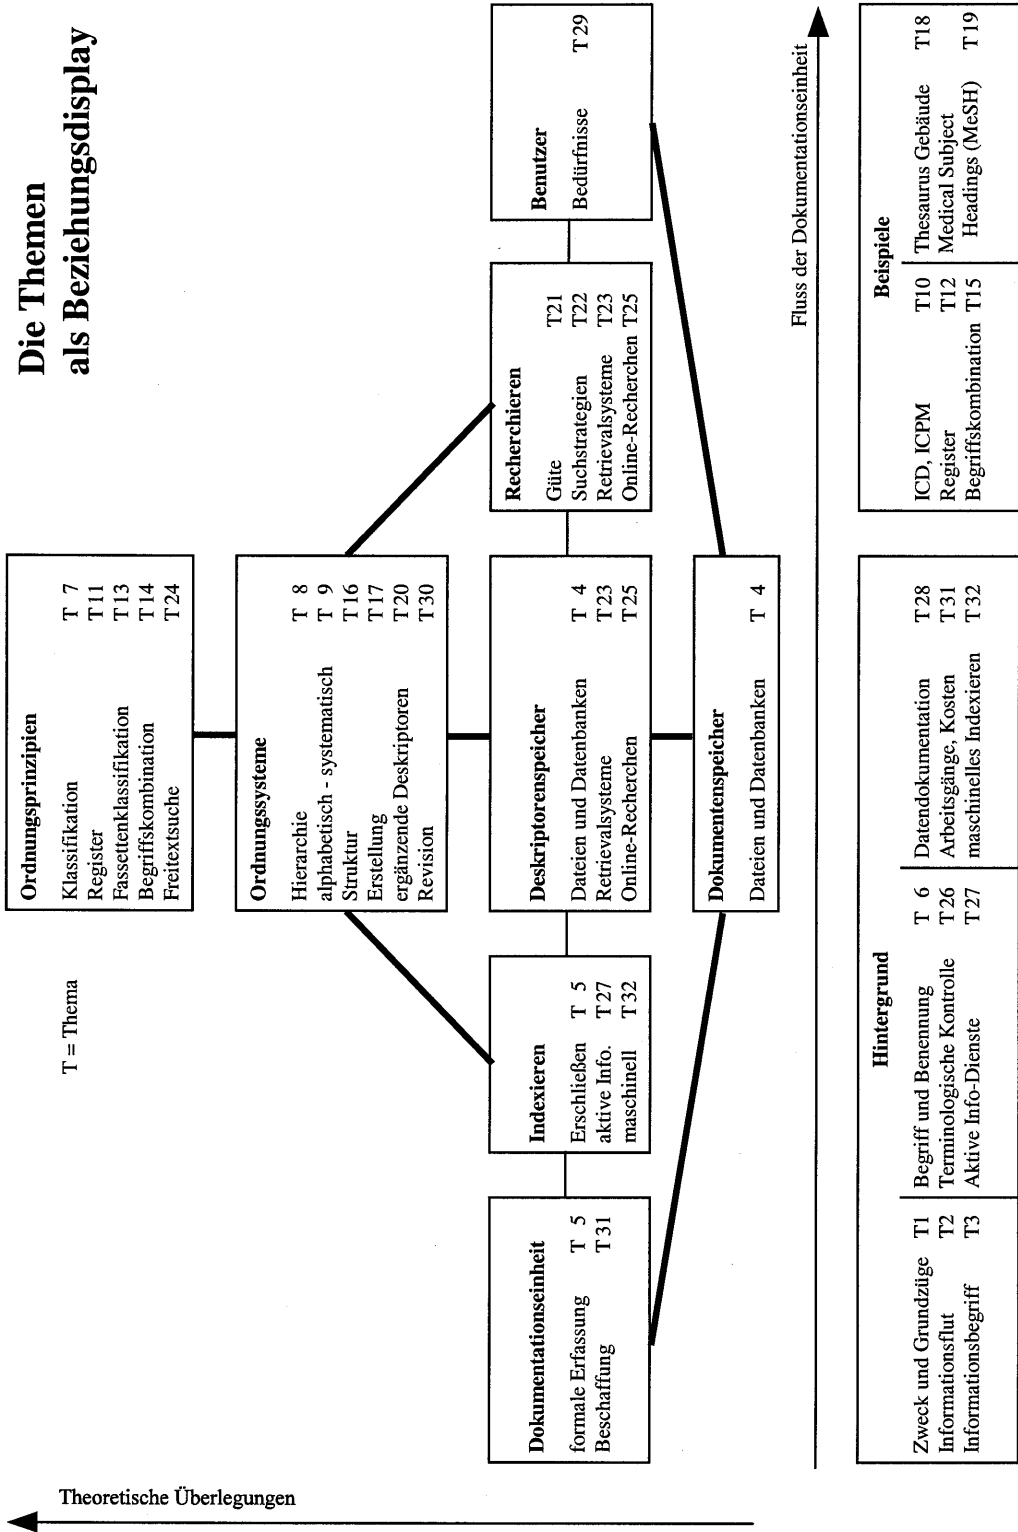 Die Themen
als Beziehungsdisplay
T = Thema
Theoretische Überlegungen
Ordnungsprinzipien
Klassifikation T 7
Register T11
Fassettenklassifikation T13
Begriffskombination T14
Freitextsuche T24
Ordnungssysteme
Hierarchie T 8
alphabetisch - systematisch T 9
Struktur T16
Erstellung T17
ergänzende Deskriptoren T20
Revision T30
Dokumentationseinheit
formale Erfassung T 5
Beschaffung T31
Indexieren
Erschließen T 5
aktive Info. T27
maschinell T32
Deskriptorenspeicher
Dateien und Datenbanken T 4
Retrievalsysteme T23
Online-Recherchen T25
Recherchieren
Güte T21
Suchstrategien T22
Retrievalsysteme T23
Online-Recherchen T25
Benutzer
Bedürfnisse T29
Dokumentenspeicher
Dateien und Datenbanken T 4
Fluss der Dokumentationseinheit
Hintergrund
Zweck und Grundzüge T1
Informationsflut T2
Informationsbegriff T3
Begriff und Benennung T 6
Terminologische Kontrolle T26
Aktive Info-Dienste T27
Datendokumentation T28
Arbeitsgänge, Kosten T31
maschinelles Indexieren T32
Beispiele
ICD, ICPM T10
Register T12
Begriffskombination T15
Thesaurus Gebäude T18
Medical Subject
Headings (MeSH) T19